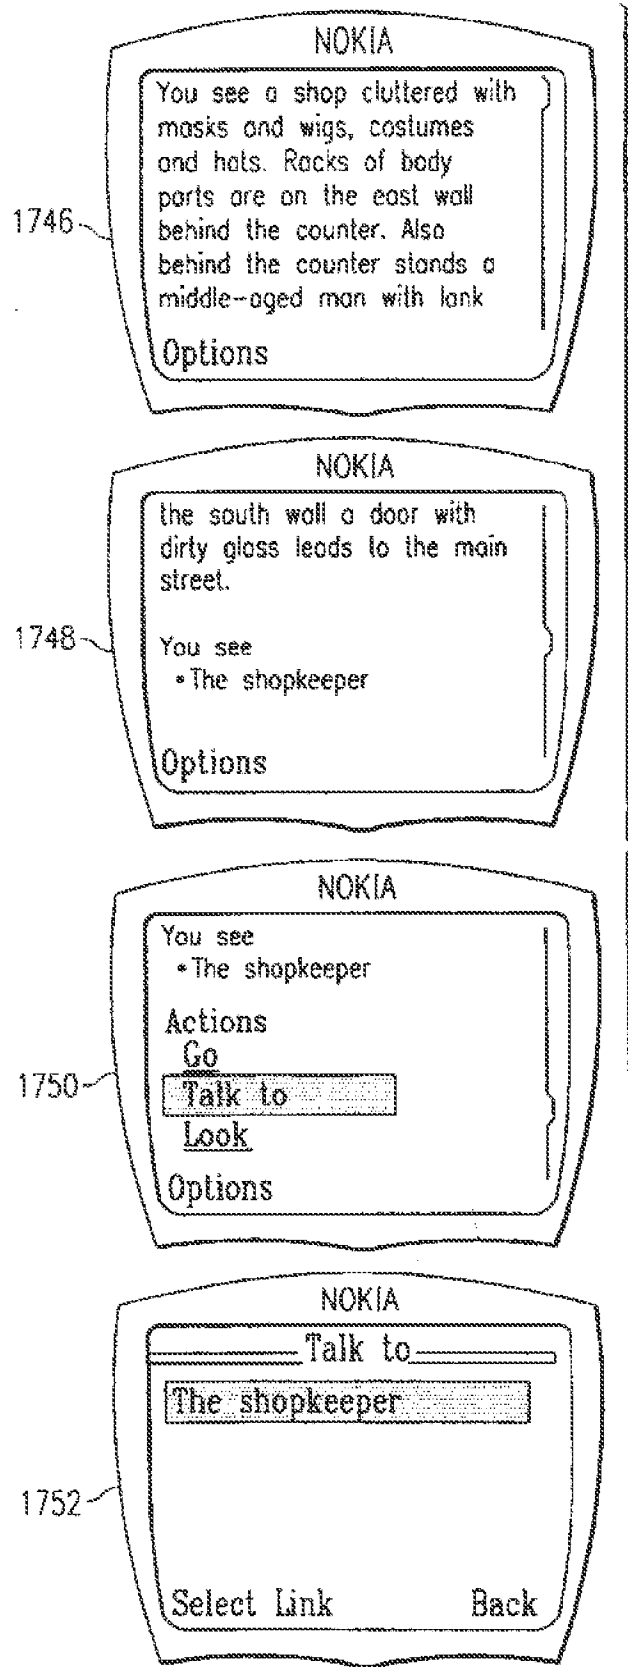 NOKIA
You see a shop cluttered with
masks and wigs, costumes
and hats. Racks of body
parts are on the east wall
behind the counter. Also
behind the counter stands a
middle-aged man with lank
Options
1746
NOKIA
the south wall a door with
dirty glass leads to the main
street.
You see
• The shopkeeper
Options
1748
NOKIA
You see
• The shopkeeper
Actions
Go
Talk to
Look
Options
1750
NOKIA
Talk to
The shopkeeper
Select Link Back
1752